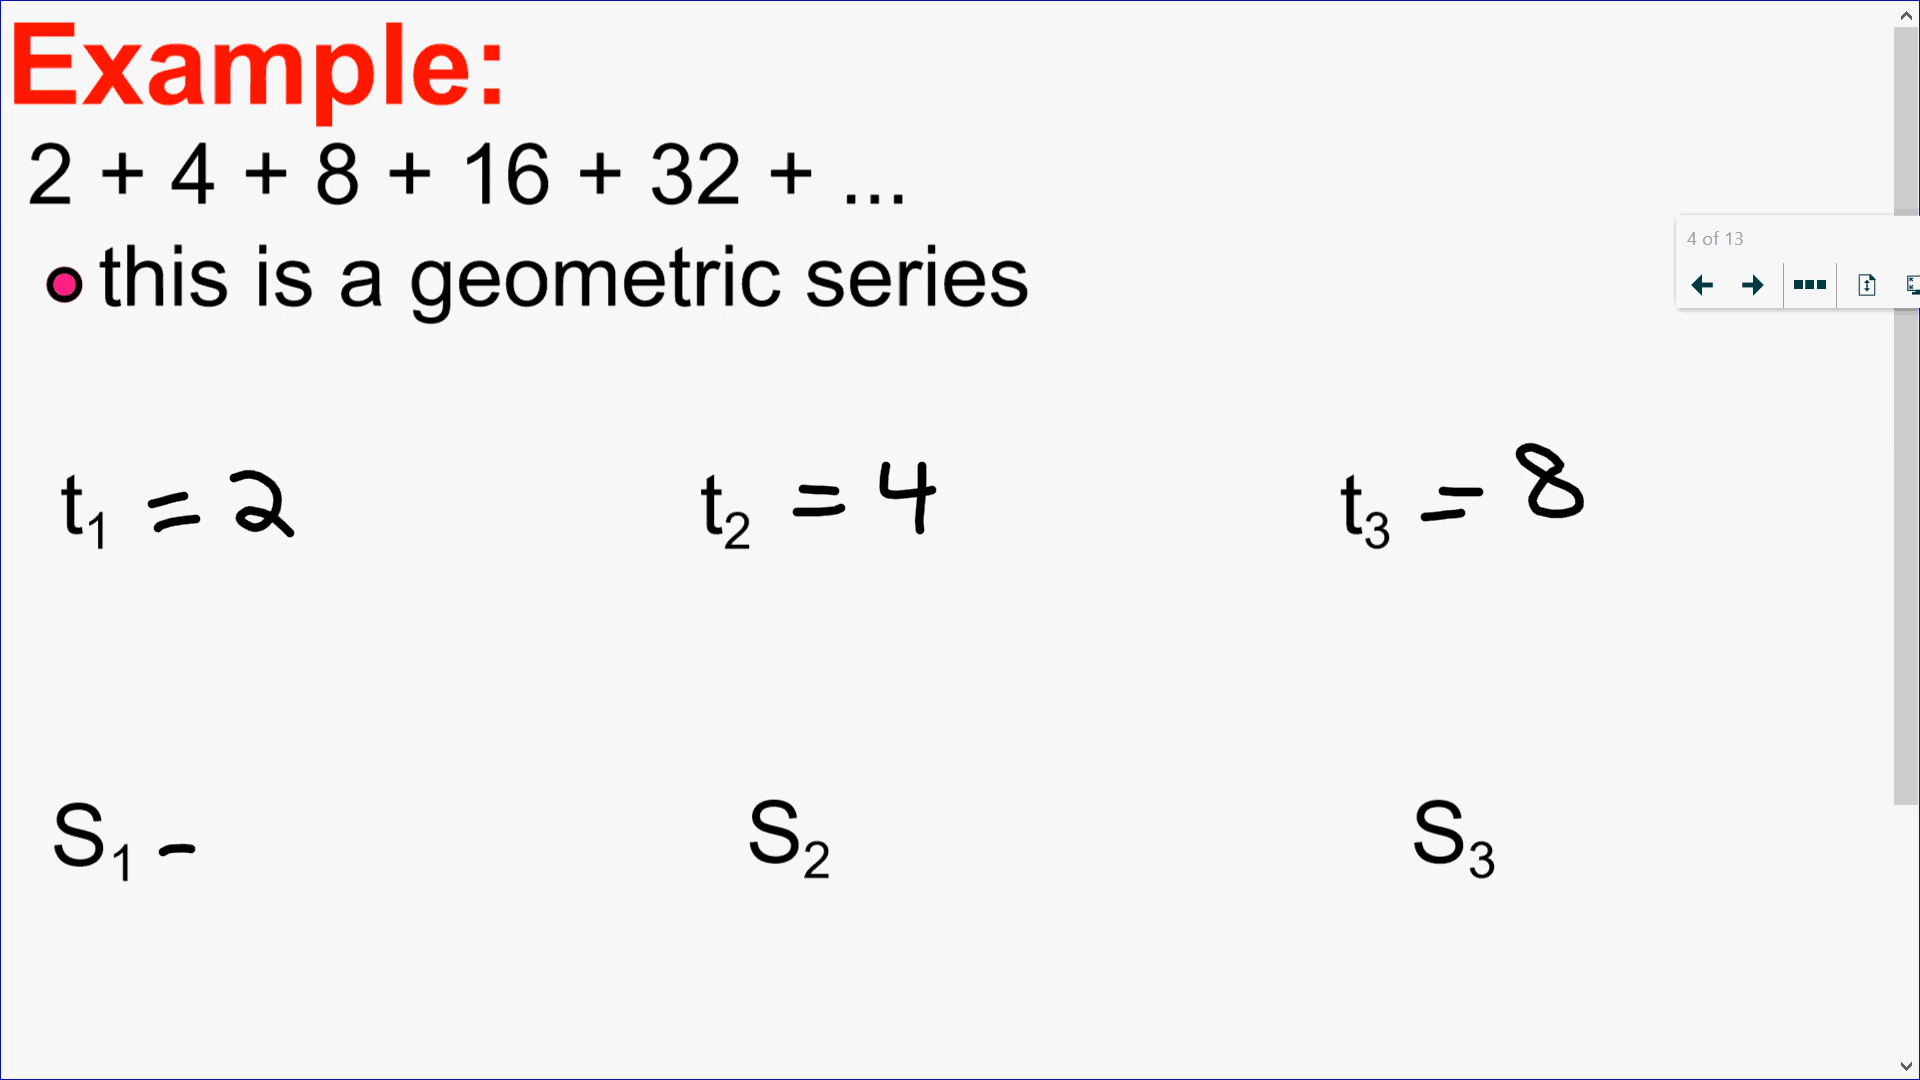 Example:
2 + 4 + 8 + 16 + 32 + ...
this is a geometric series
4 of 13
t₁ = 2 t₂ = 4 t₃ = 8
S₁ - S₂ S₃